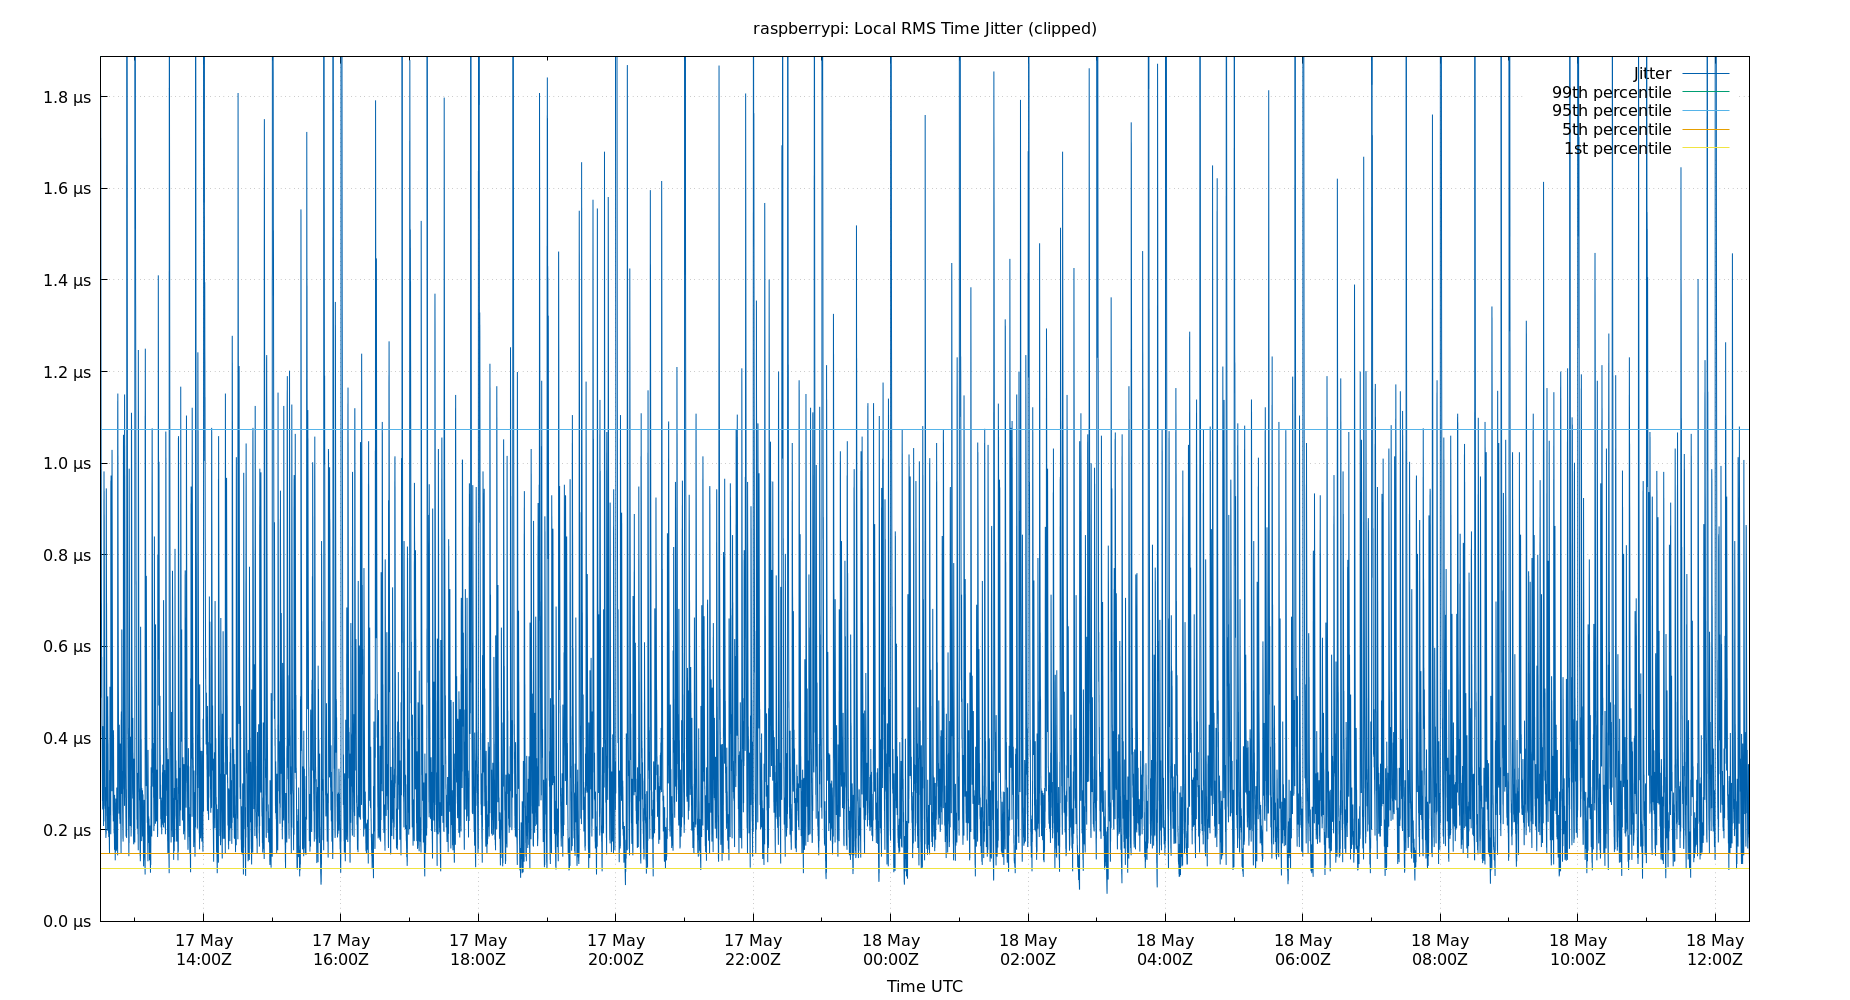 raspberrypi: Local RMS Time Jitter (clipped)
Jitter
99th percentile
95th percentile
5th percentile
1st percentile
1.8 µs
1.6 µs
1.4 µs
1.2 µs
1.0 µs
0.8 µs
0.6 µs
0.4 µs
0.2 µs
0.0 µs
17 May 17 May 17 May 17 May 17 May 18 May 18 May 18 May 18 May 18 May 18 May 18 May
14:00Z 16:00Z 18:00Z 20:00Z 22:00Z 00:00Z 02:00Z 04:00Z 06:00Z 08:00Z 10:00Z 12:00Z
Time UTC